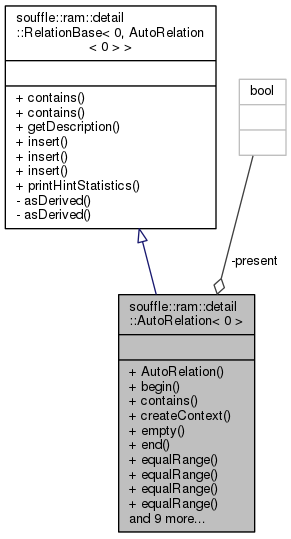 souffle::ram::detail
::RelationBase< 0, AutoRelation
< 0 > >
+ contains()
+ contains()
+ getDescription()
+ insert()
+ insert()
+ insert()
+ printHintStatistics()
- asDerived()
- asDerived()
bool
-present
souffle::ram::detail
::AutoRelation< 0 >
+ AutoRelation()
+ begin()
+ contains()
+ createContext()
+ empty()
+ end()
+ equalRange()
+ equalRange()
+ equalRange()
+ equalRange()
and 9 more...